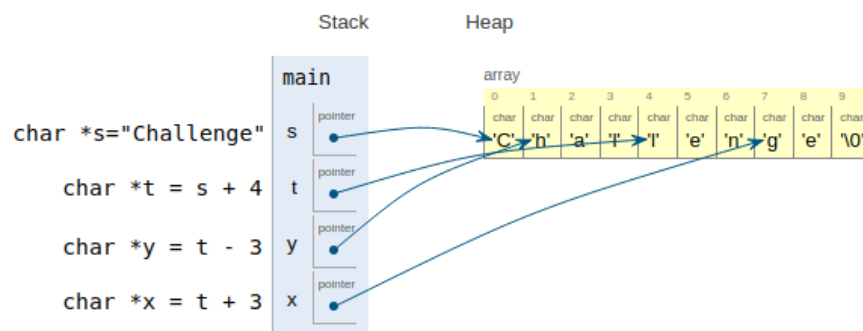 Stack Heap
main
array
0 1 2 3 4 5 6 7 8 9
char *s="Challenge" s pointer char char char char char char char char char char
'C' 'h' 'a' 'l' 'l' 'e' 'n' 'g' 'e' '\0'
char *t = s + 4 t pointer
char *y = t - 3 y pointer
char *x = t + 3 x pointer